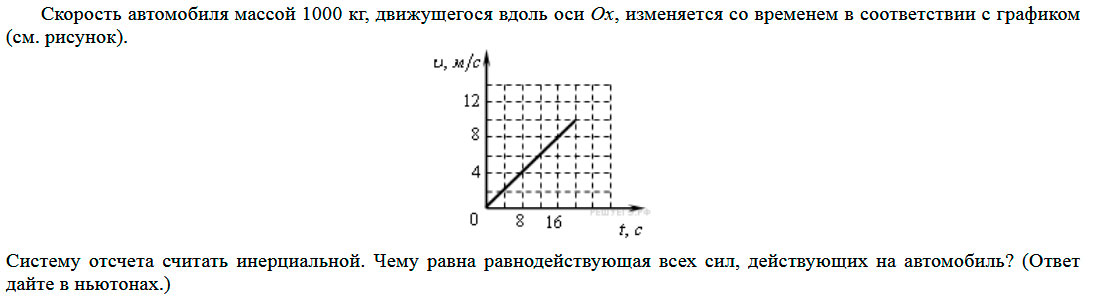 Скорость автомобиля массой 1000 кг, движущегося вдоль оси Ox, изменяется со временем в соответствии с графиком
(см. рисунок).
υ, м/с
12
8
4
0
8 16
РЕШУЕГЭ.РФ
t, с
Систему отсчета считать инерциальной. Чему равна равнодействующая всех сил, действующих на автомобиль? (Ответ
дайте в ньютонах.)